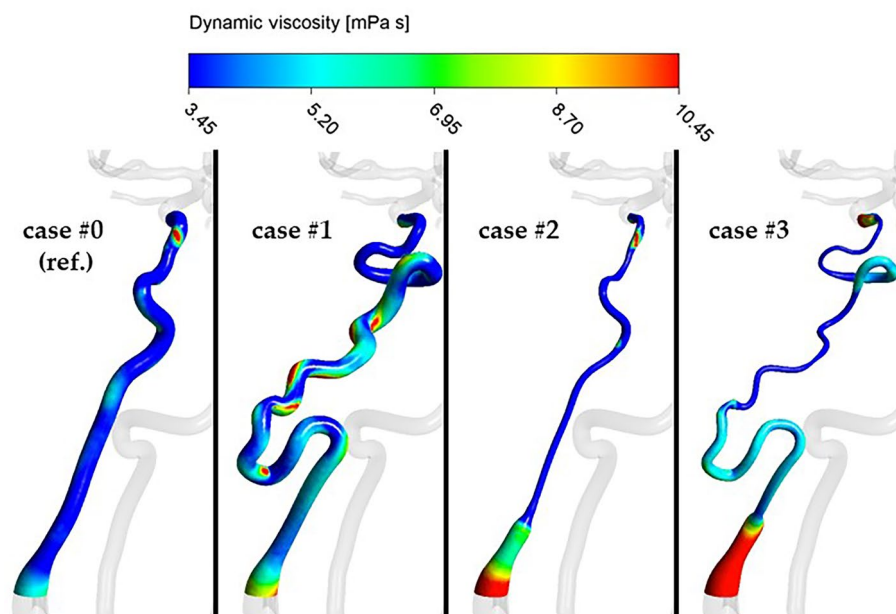 Dynamic viscosity [mPa s]
3.45
5.20
6.95
8.70
10.45
case #0
(ref.)
case #1
case #2
case #3